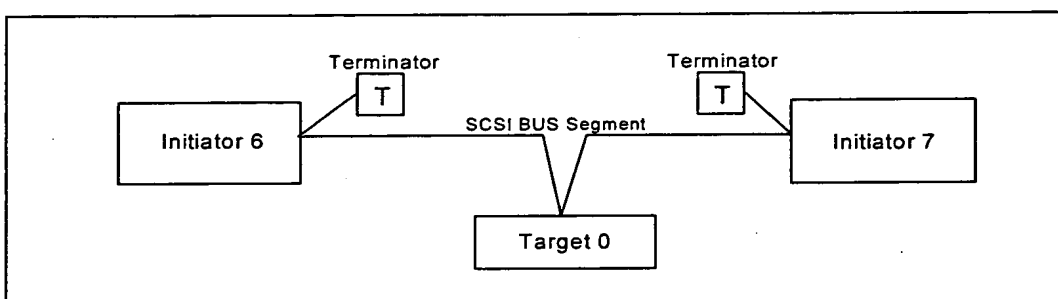 Terminator
Terminator
T
T
SCSI BUS Segment
Initiator 6
Initiator 7
Target 0